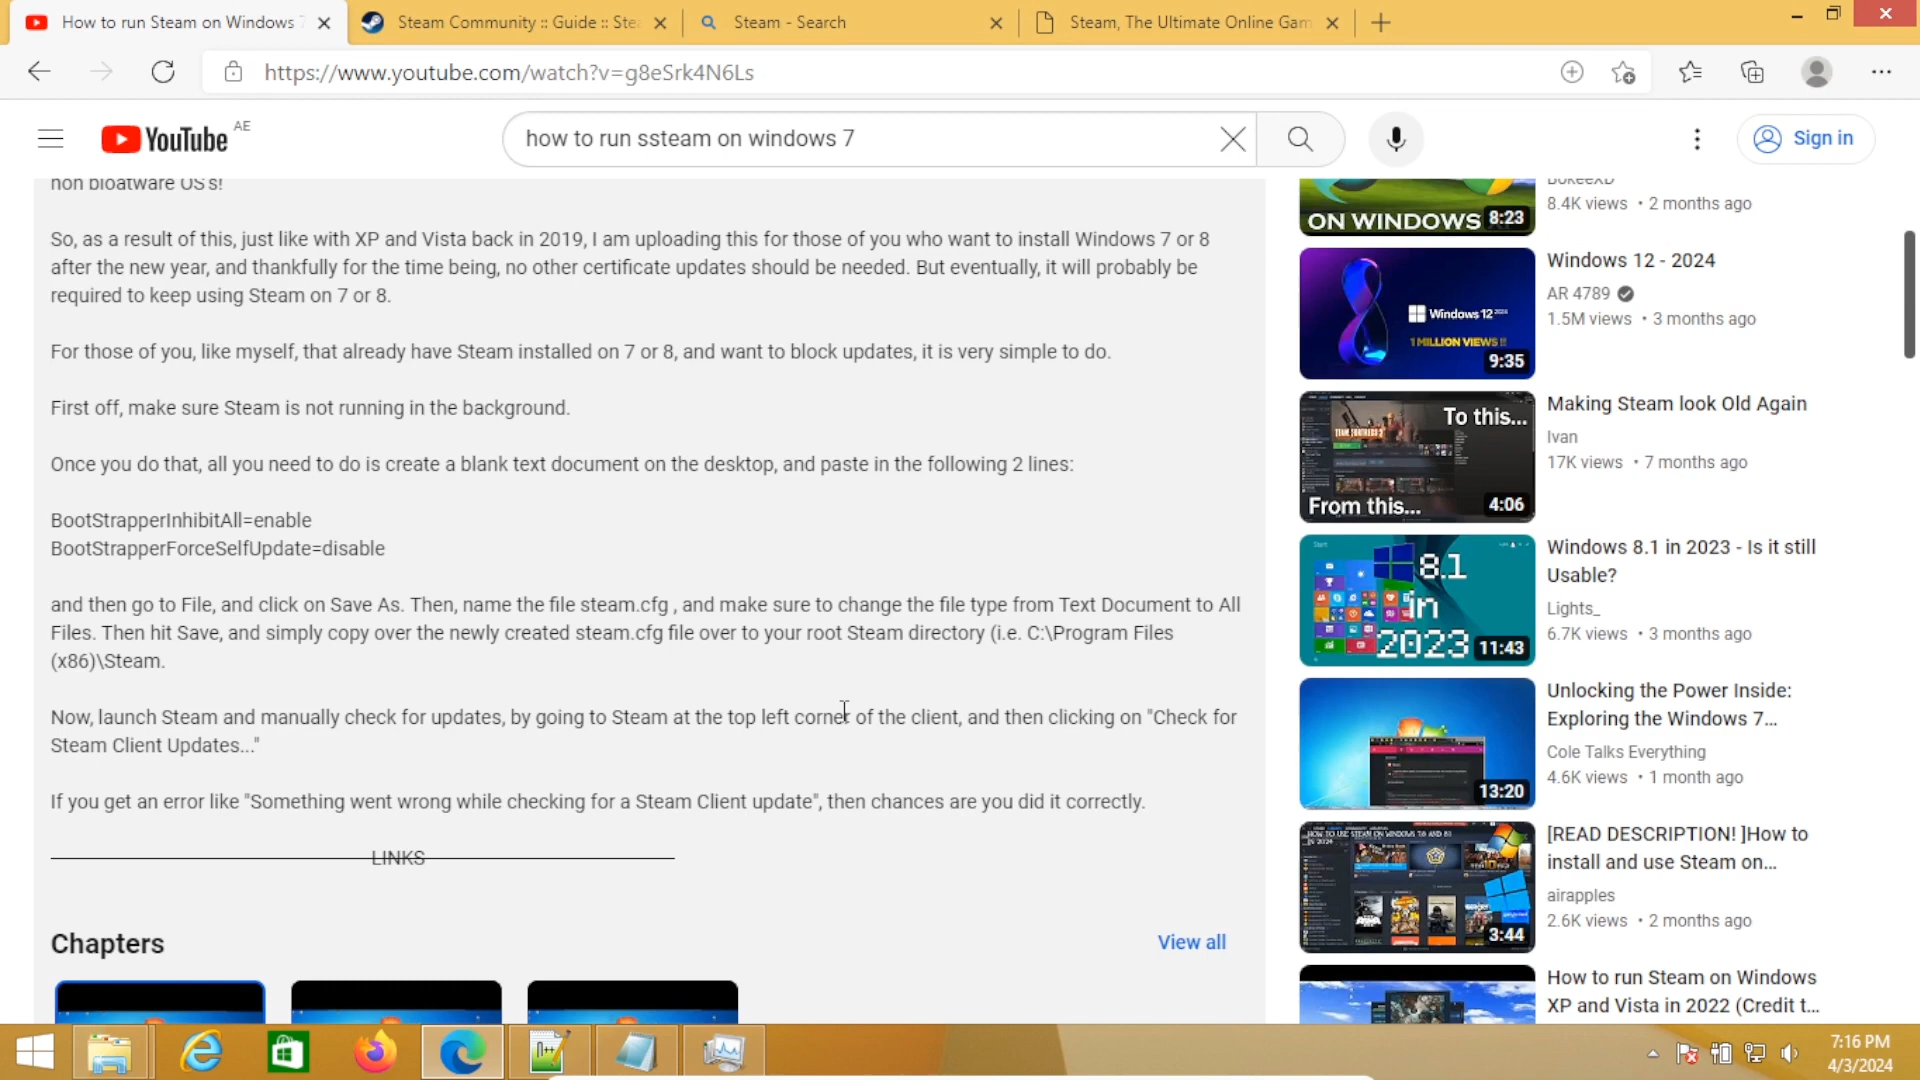 How to run Steam on Windows 7
Steam Community :: Guide :: Stea
Steam - Search
Steam, The Ultimate Online Gam
https://www.youtube.com/watch?v=g8eSrk4N6Ls
YouTube AE
how to run ssteam on windows 7
Sign in
non bloatware OS's!
So, as a result of this, just like with XP and Vista back in 2019, I am uploading this for those of you who want to install Windows 7 or 8
after the new year, and thankfully for the time being, no other certificate updates should be needed. But eventually, it will probably be
required to keep using Steam on 7 or 8.
For those of you, like myself, that already have Steam installed on 7 or 8, and want to block updates, it is very simple to do.
First off, make sure Steam is not running in the background.
Once you do that, all you need to do is create a blank text document on the desktop, and paste in the following 2 lines:
BootStrapperInhibitAll=enable
BootStrapperForceSelfUpdate=disable
and then go to File, and click on Save As. Then, name the file steam.cfg , and make sure to change the file type from Text Document to All
Files. Then hit Save, and simply copy over the newly created steam.cfg file over to your root Steam directory (i.e. C:\Program Files
(x86)\Steam.
Now, launch Steam and manually check for updates, by going to Steam at the top left corner of the client, and then clicking on "Check for
Steam Client Updates..."
If you get an error like "Something went wrong while checking for a Steam Client update", then chances are you did it correctly.
LINKS
Chapters
View all
ON WINDOWS
8:23
BokeeXD
8.4K views • 2 months ago
Windows 12 2024
1 MILLION VIEWS !!
9:35
Windows 12 - 2024
AR 4789
1.5M views • 3 months ago
To this...
From this...
4:06
Making Steam look Old Again
Ivan
17K views • 7 months ago
Start
8.1
in
2023
11:43
Windows 8.1 in 2023 - Is it still
Usable?
Lights_
6.7K views • 3 months ago
13:20
Unlocking the Power Inside:
Exploring the Windows 7...
Cole Talks Everything
4.6K views • 1 month ago
HOW TO USE STEAM ON WINDOWS 7/8 AND 8.1
IN 2024
3:44
[READ DESCRIPTION! ]How to
install and use Steam on...
airapples
2.6K views • 2 months ago
How to run Steam on Windows
XP and Vista in 2022 (Credit t...
7:16 PM
4/3/2024